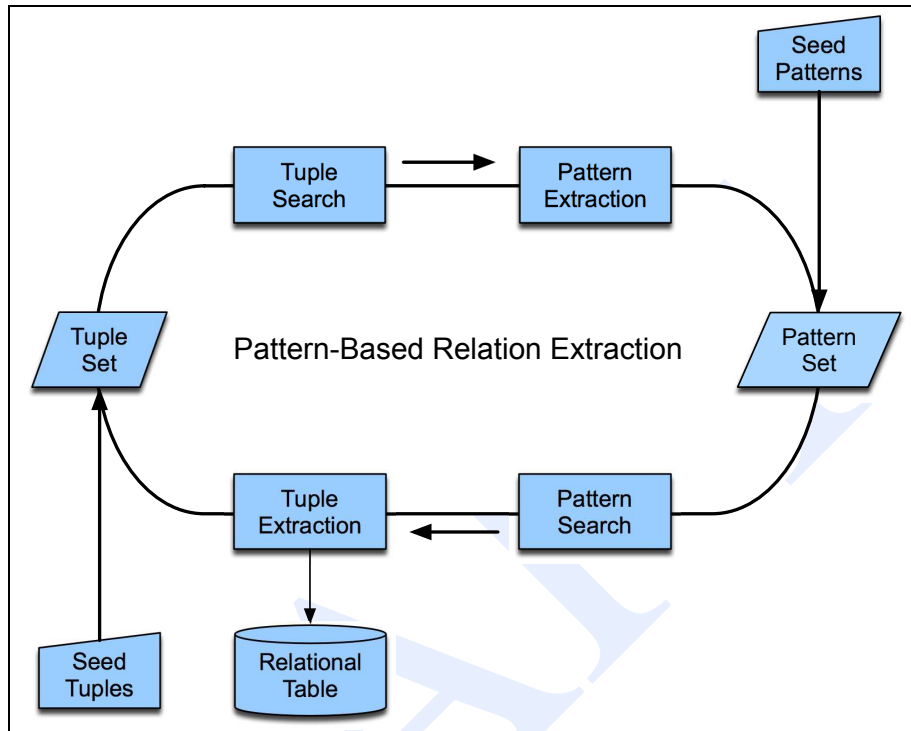 Seed
Patterns
Tuple
Search
Pattern
Extraction
Tuple
Set
Pattern-Based Relation Extraction
Pattern
Set
Tuple
Extraction
Pattern
Search
Seed
Tuples
Relational
Table